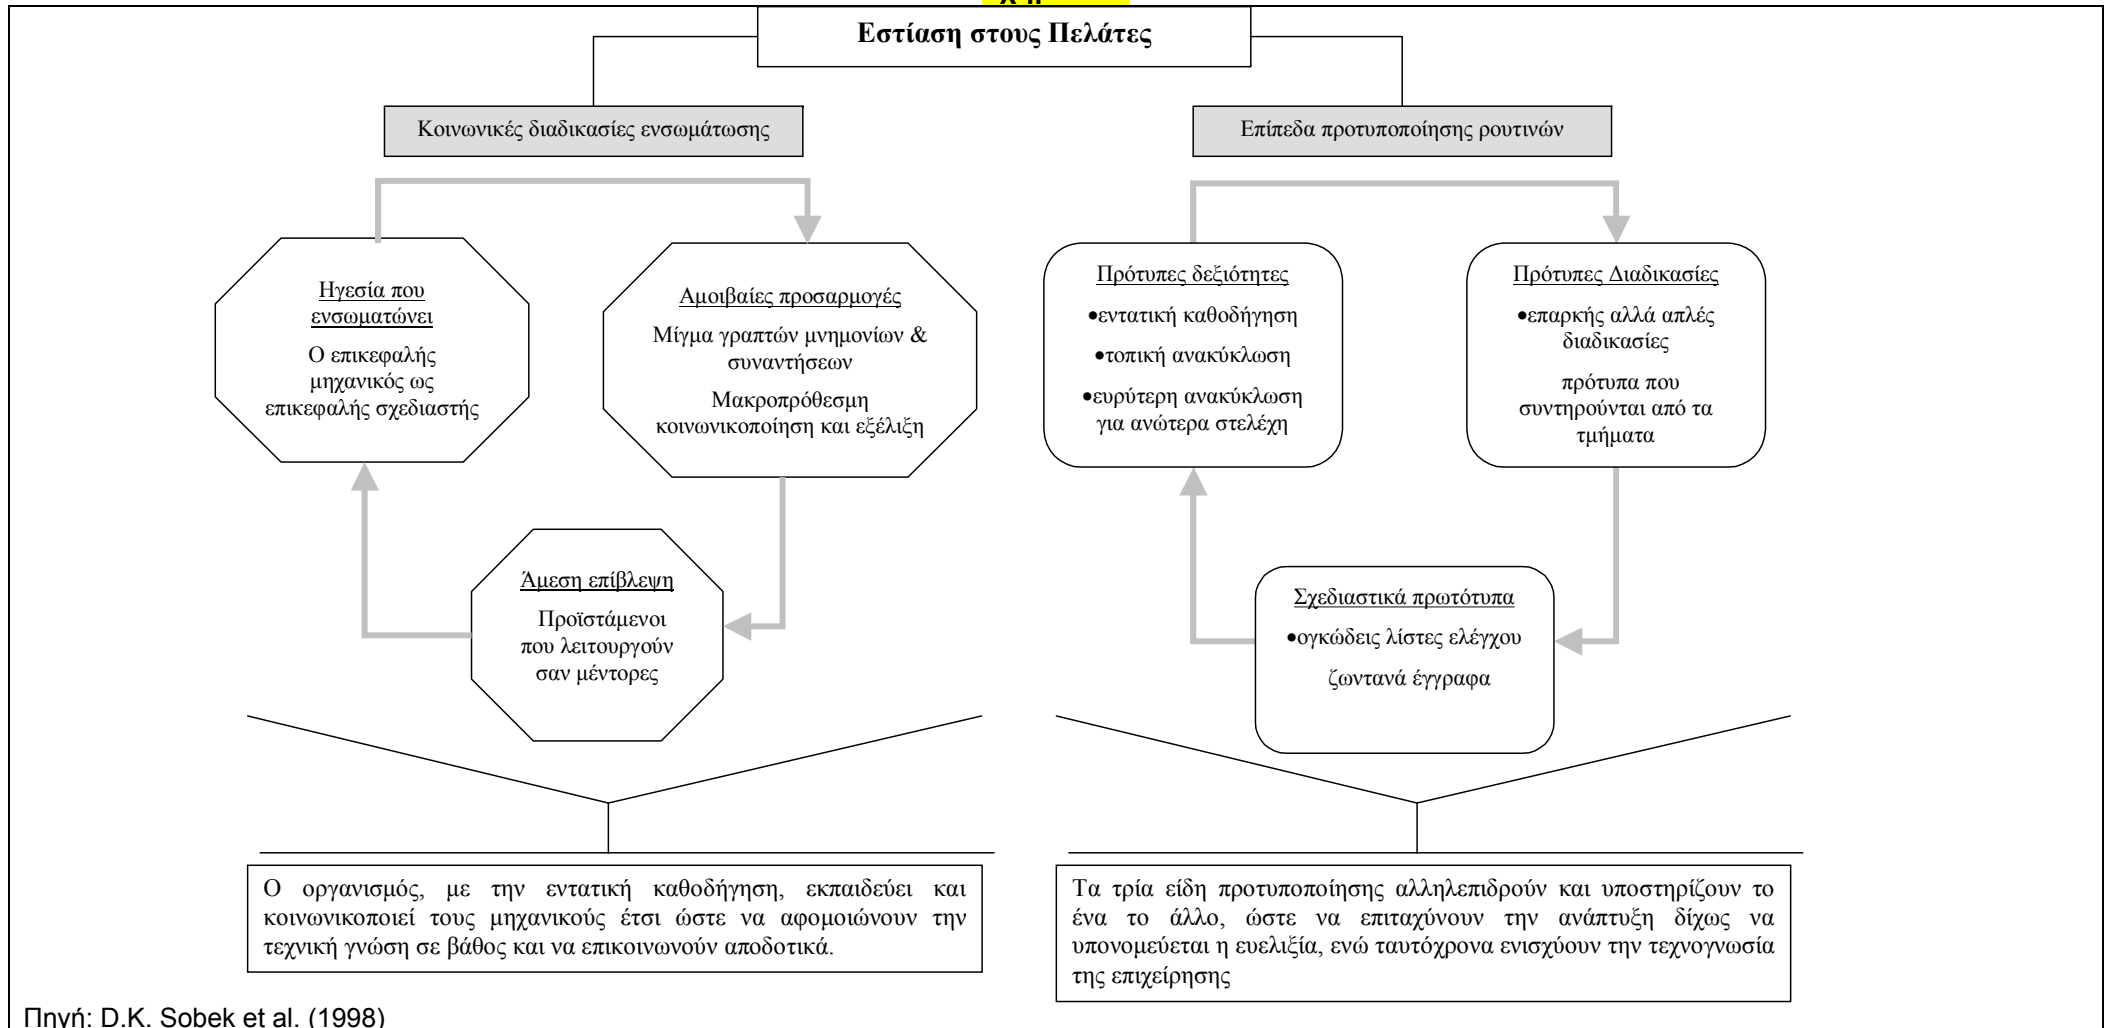 Εστίαση στους Πελάτες
Κοινωνικές διαδικασίες ενσωμάτωσης
Επίπεδα προτυποποίησης ρουτινών
Ηγεσία που
ενσωματώνει
Ο επικεφαλής
μηχανικός ως
επικεφαλής σχεδιαστής
Αμοιβαίες προσαρμογές
Μίγμα γραπτών μνημονίων &
συναντήσεων
Μακροπρόθεσμη
κοινωνικοποίηση και εξέλιξη
Άμεση επίβλεψη
Προϊστάμενοι
που λειτουργούν
σαν μέντορες
Πρότυπες δεξιότητες
•εντατική καθοδήγηση
•τοπική ανακύκλωση
•ευρύτερη ανακύκλωση
για ανώτερα στελέχη
Πρότυπες Διαδικασίες
•επαρκής αλλά απλές
διαδικασίες
πρότυπα που
συντηρούνται από τα
τμήματα
Σχεδιαστικά πρωτότυπα
•ογκώδεις λίστες ελέγχου
ζωντανά έγγραφα
Ο οργανισμός, με την εντατική καθοδήγηση, εκπαιδεύει και
κοινωνικοποιεί τους μηχανικούς έτσι ώστε να αφομοιώνουν την
τεχνική γνώση σε βάθος και να επικοινωνούν αποδοτικά.
Τα τρία είδη προτυποποίησης αλληλεπιδρούν και υποστηρίζουν το
ένα το άλλο, ώστε να επιταχύνουν την ανάπτυξη δίχως να
υπονομεύεται η ευελιξία, ενώ ταυτόχρονα ενισχύουν την τεχνογνωσία
της επιχείρησης
Πηγή: D.K. Sobek et al. (1998)